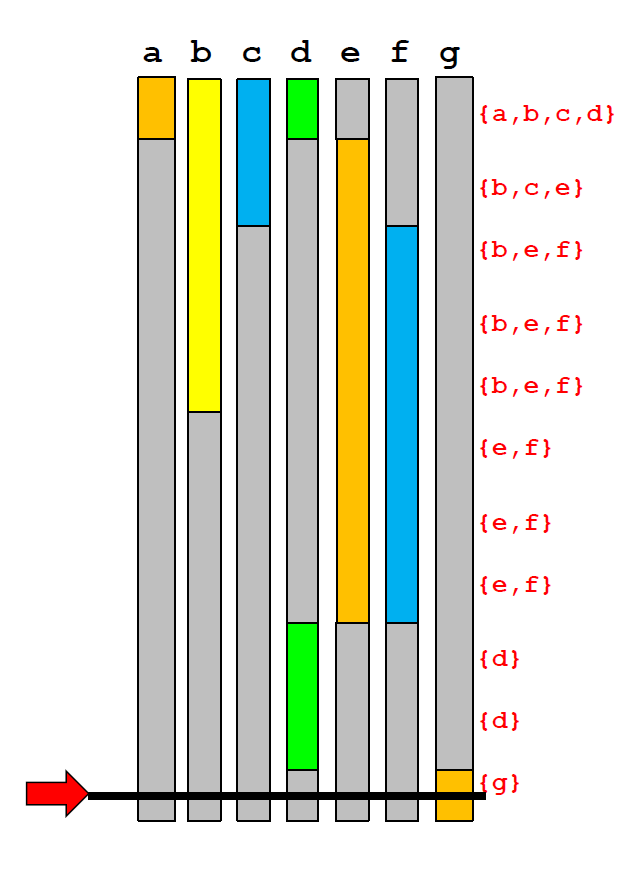 a b c d e f g
{a,b,c,d}
{b,c,e}
{b,e,f}
{b,e,f}
{b,e,f}
{e,f}
{e,f}
{e,f}
{d}
{d}
{g}